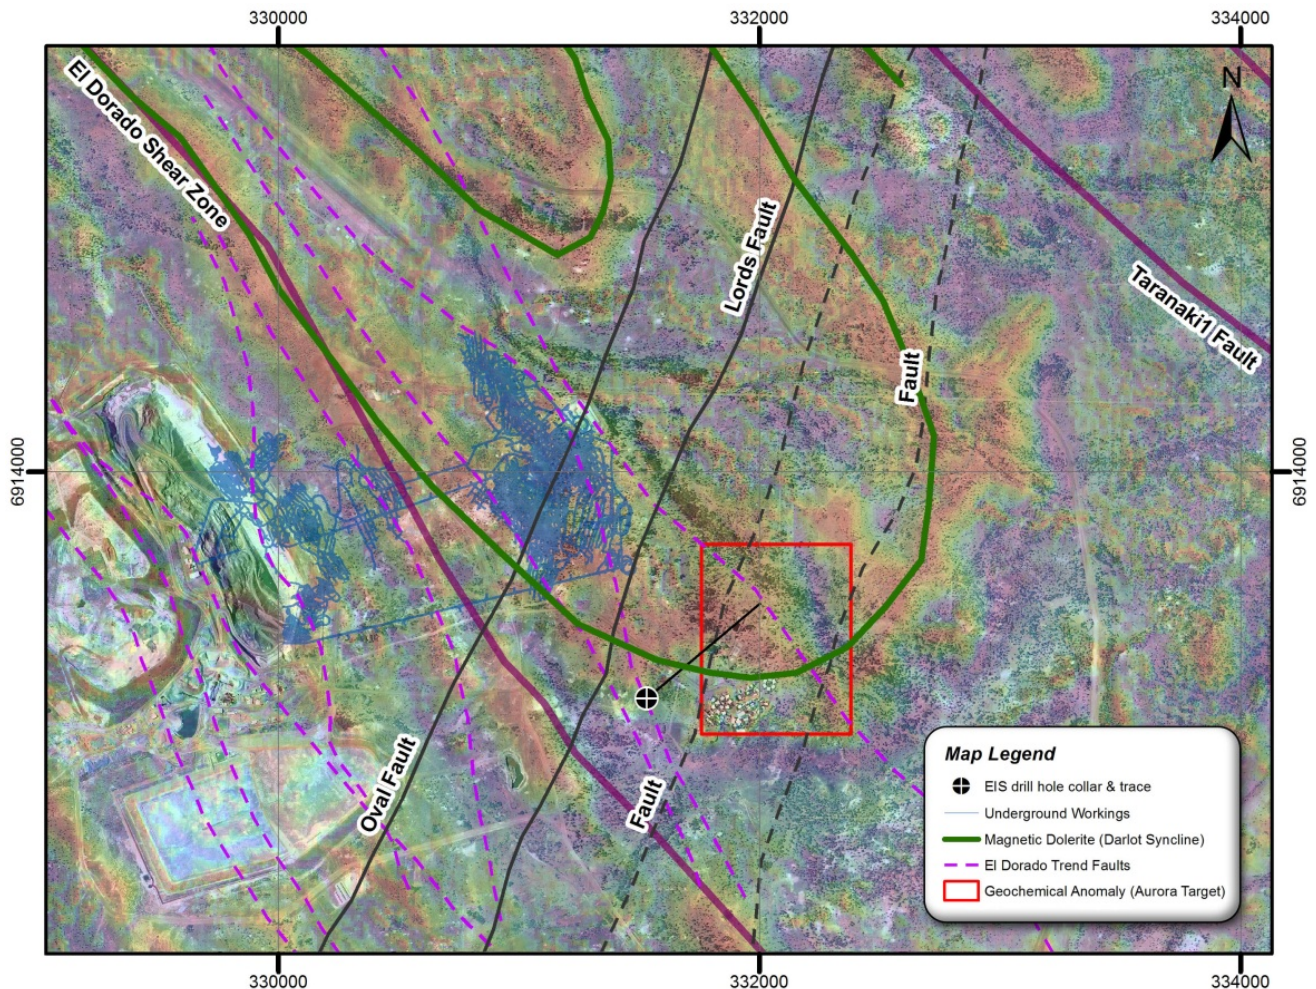 330000
332000
334000
N
El Dorado Shear Zone
Lords Fault
Taranaki1 Fault
Fault
6914000
6914000
Oval Fault
Fault
Map Legend
EIS drill hole collar & trace
Underground Workings
Magnetic Dolerite (Darlot Syncline)
El Dorado Trend Faults
Geochemical Anomaly (Aurora Target)
330000
332000
334000